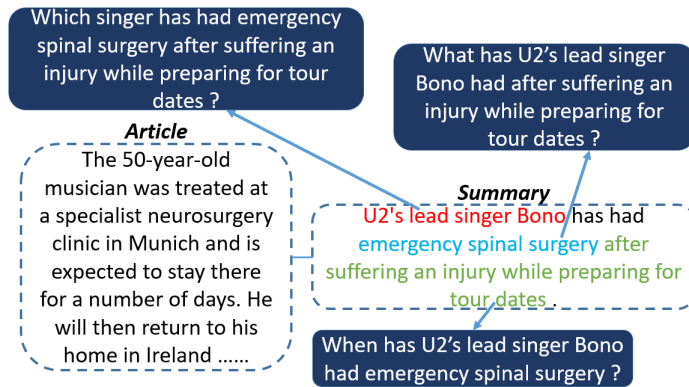 Which singer has had emergency
spinal surgery after suffering an
injury while preparing for tour
dates ?
What has U2’s lead singer
Bono had after suffering an
injury while preparing for
tour dates ?
Article
The 50-year-old
musician was treated at
a specialist neurosurgery
clinic in Munich and is
expected to stay there
for a number of days. He
will then return to his
home in Ireland ……
Summary
U2's lead singer Bono has had
emergency spinal surgery after
suffering an injury while preparing for
tour dates .
When has U2’s lead singer Bono
had emergency spinal surgery ?